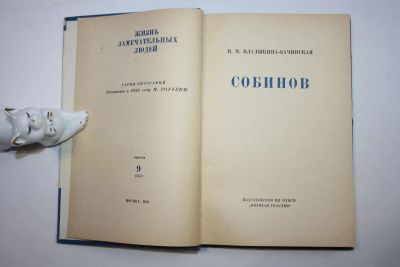 ЖИЗНЬ
ЗАМЕЧАТЕЛЬНЫХ
ЛЮДЕЙ
СЕРИЯ БИОГРАФИЙ
Основана в 1933 году М. ГОРЬКИМ
ВЫПУСК
9
МОСКВА, 1958
Н. Н. ВЛАДЫКИНА-БАЧИНСКАЯ
СОБИНОВ
ИЗДАТЕЛЬСТВО ЦК ВЛКСМ
„МОЛОДАЯ ГВАРДИЯ"